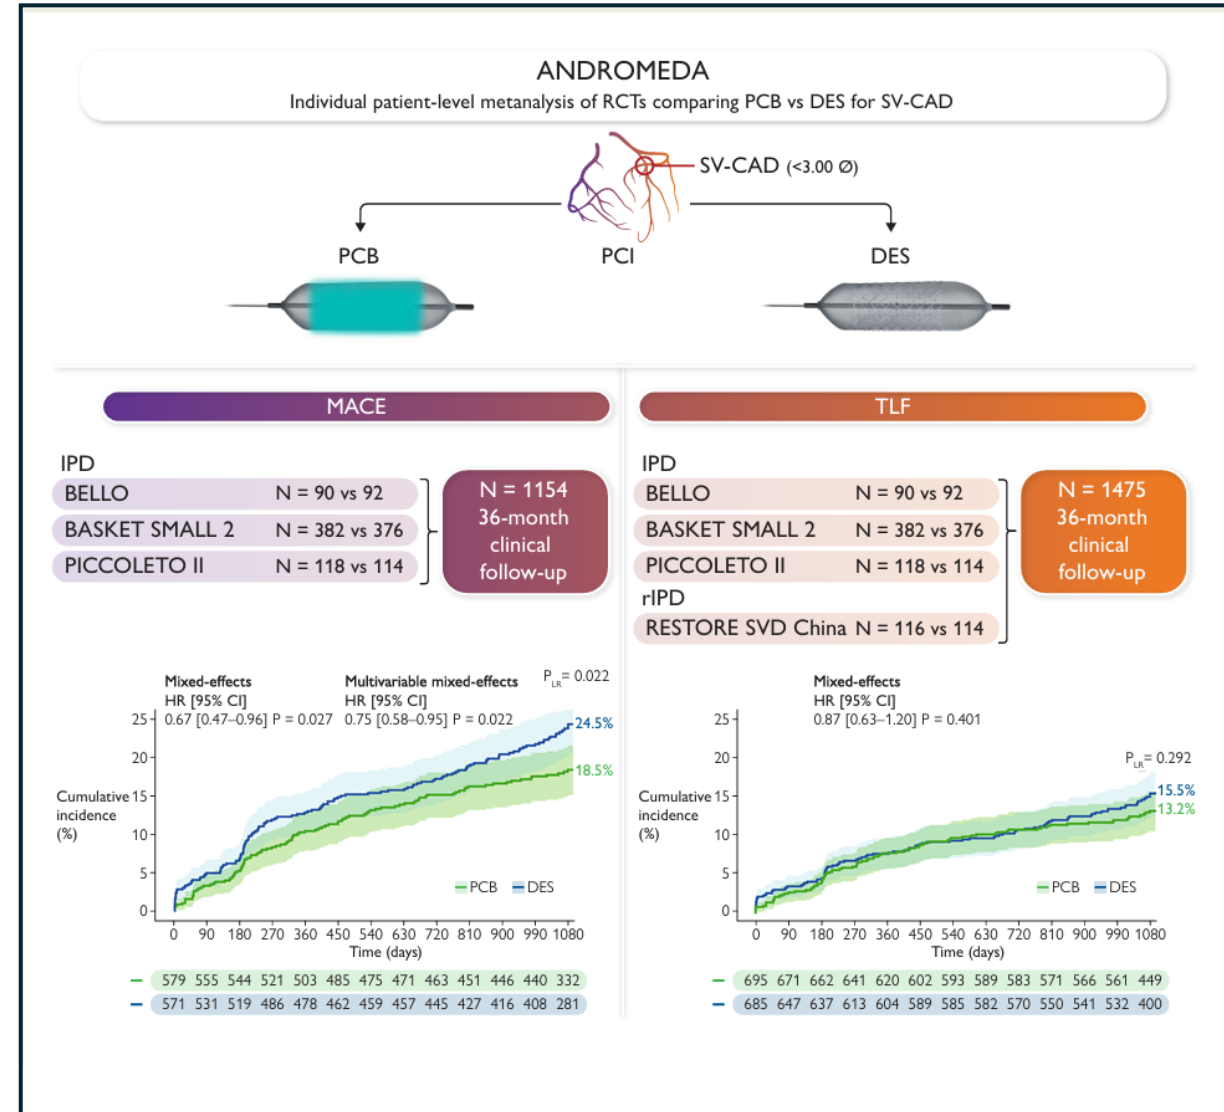 ANDROMEDA
Individual patient-level metanalysis of RCTs comparing PCB vs DES for SV-CAD
SV-CAD (<3.00 Ø)
PCB
PCI
DES
MACE
IPD
BELLO N = 90 vs 92
BASKET SMALL 2 N = 382 vs 376
PICCOLETO II N = 118 vs 114
N = 1154
36-month
clinical
follow-up
Mixed-effects
HR [95% CI]
0.67 [0.47–0.96] P = 0.027
Multivariable mixed-effects
HR [95% CI]
0.75 [0.58–0.95] P = 0.022
PLR = 0.022
25
20
15
10
5
0
Cumulative
incidence
(%)
24.5%
18.5%
PCB DES
0 90 180 270 360 450 540 630 720 810 900 990 1080
Time (days)
579 555 544 521 503 485 475 471 463 451 446 440 332
571 531 519 486 478 462 459 457 445 427 416 408 281
TLF
IPD
BELLO N = 90 vs 92
BASKET SMALL 2 N = 382 vs 376
PICCOLETO II N = 118 vs 114
rIPD
RESTORE SVD China N = 116 vs 114
N = 1475
36-month
clinical
follow-up
Mixed-effects
HR [95% CI]
0.87 [0.63–1.20] P = 0.401
PLR = 0.292
25
20
15
10
5
0
Cumulative
incidence
(%)
15.5%
13.2%
PCB DES
0 90 180 270 360 450 540 630 720 810 900 990 1080
Time (days)
695 671 662 641 620 602 593 589 583 571 566 561 449
685 647 637 613 604 589 585 582 570 550 541 532 400